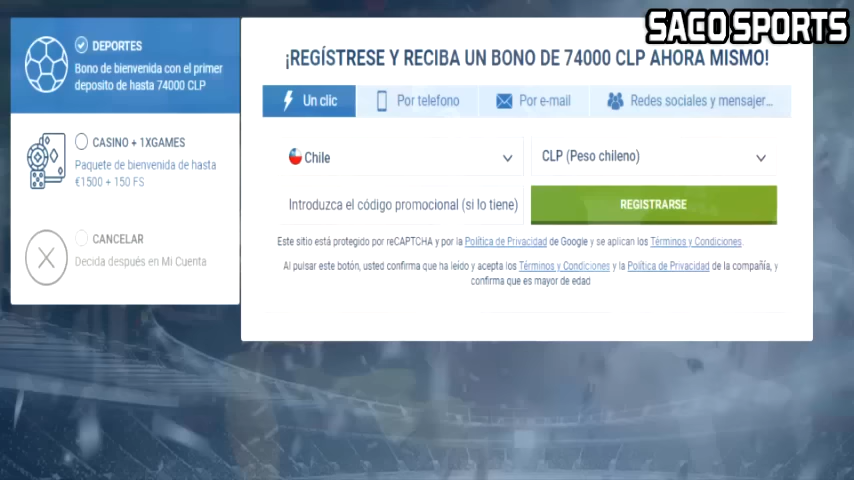 SACO SPORTS
DEPORTES
Bono de bienvenida con el primer
deposito de hasta 74000 CLP
CASINO + 1XGAMES
Paquete de bienvenida de hasta
€1500 + 150 FS
CANCELAR
Decida después en Mi Cuenta
¡REGÍSTRESE Y RECIBA UN BONO DE 74000 CLP AHORA MISMO!
Un clic
Por telefono
Por e-mail
Redes sociales y mensajer...
Chile
CLP (Peso chileno)
Introduzca el código promocional (si lo tiene)
REGISTRARSE
Este sitio está protegido por reCAPTCHA y por la Política de Privacidad de Google y se aplican los Términos y Condiciones.
Al pulsar este botón, usted confirma que ha leído y acepta los Términos y Condiciones y la Política de Privacidad de la compañía, y
confirma que es mayor de edad